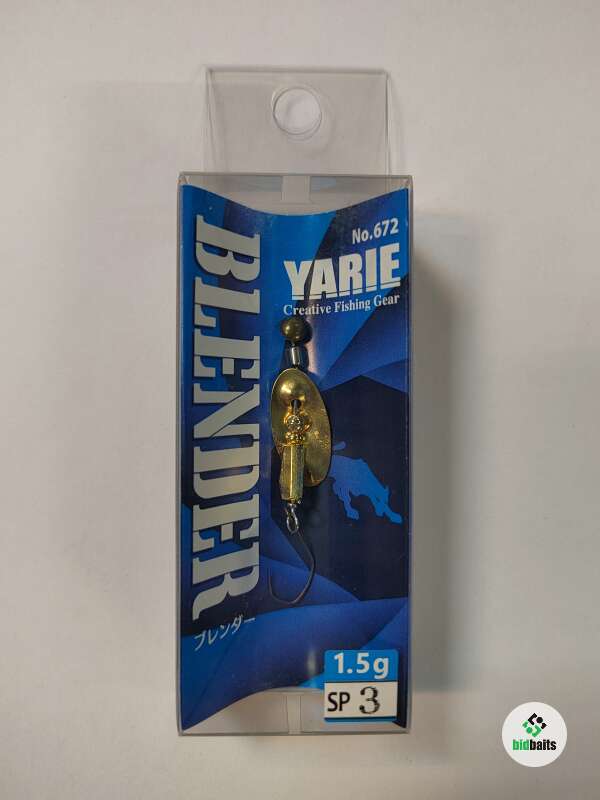 No.672
YARIE
Creative Fishing Gear
BLENDER
ブレンダー
1.5g
SP 3
bidbaits